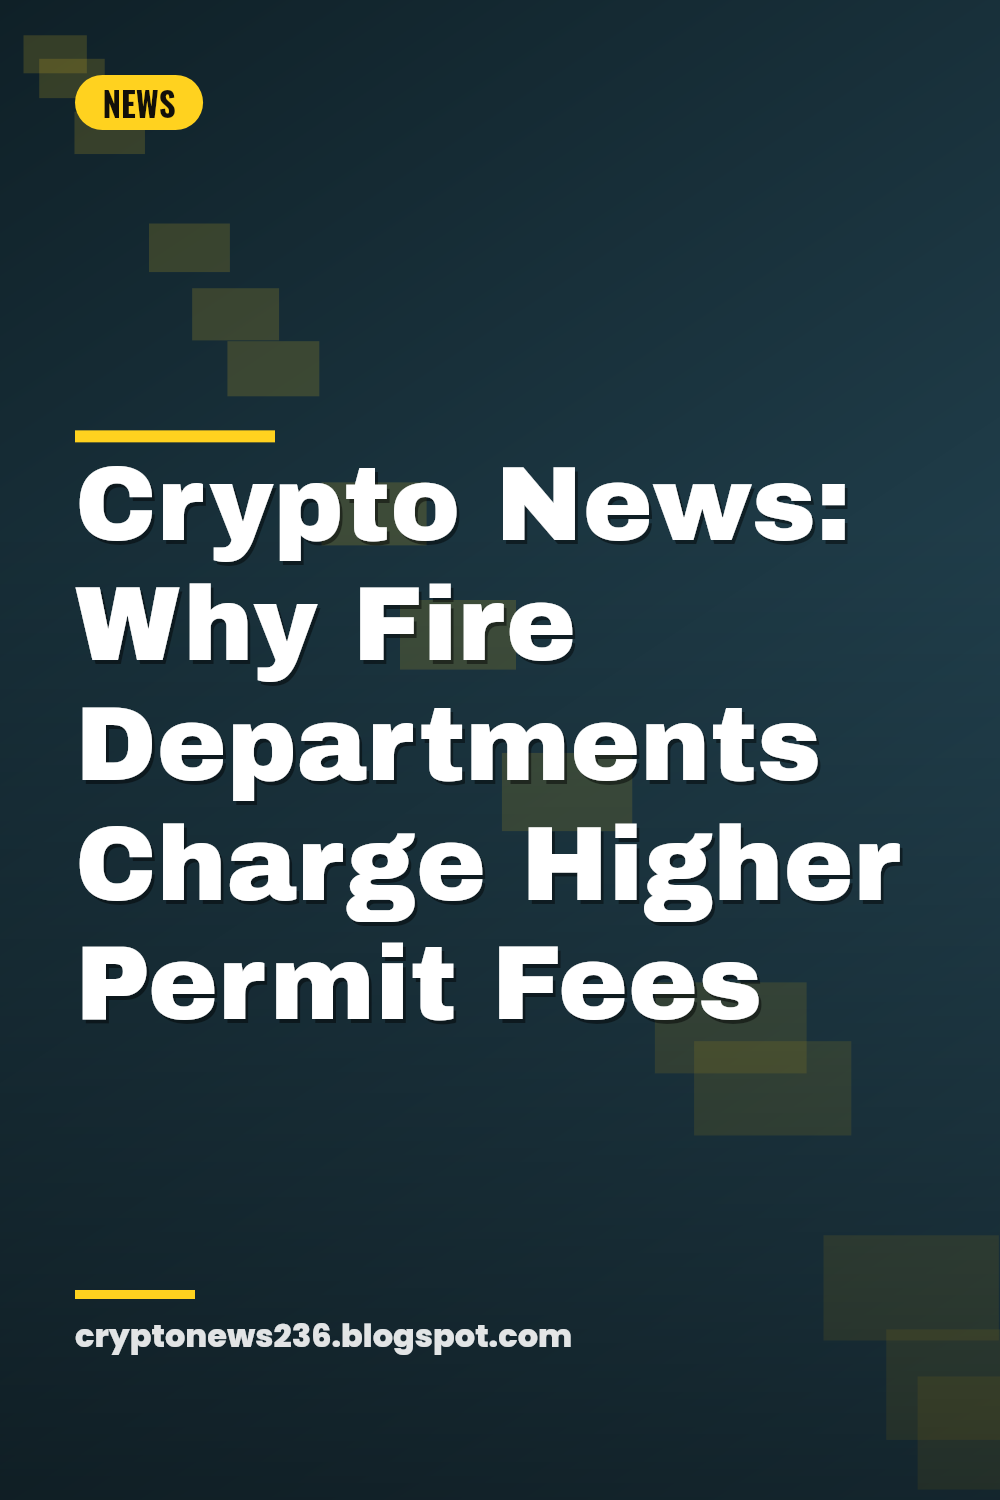 NEWS
Crypto News:
Why Fire
Departments
Charge Higher
Permit Fees
cryptonews236.blogspot.com